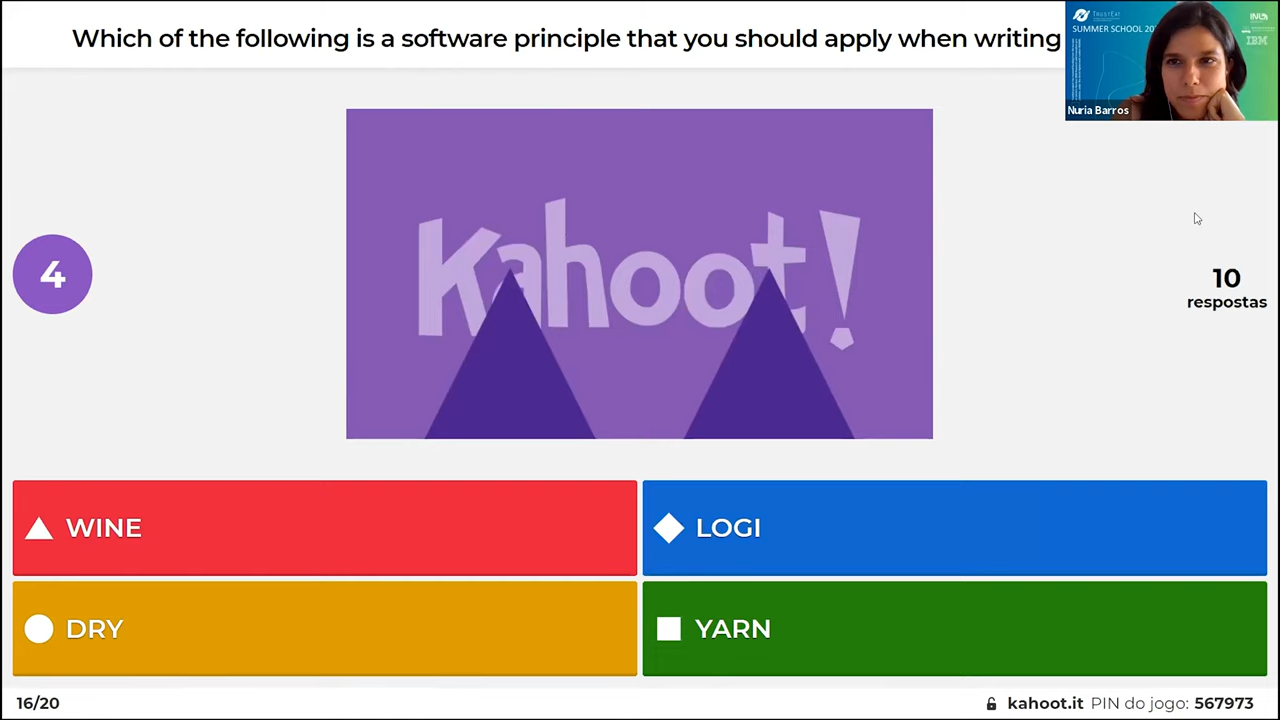 Which of the following is a software principle that you should apply when writing
TRUSTEXT
SUMMER SCHOOL 20
IBM
Nuria Barros
Kahoot!
4
10
respostas
WINE
LOGI
DRY
YARN
16/20
kahoot.it PIN do jogo: 567973